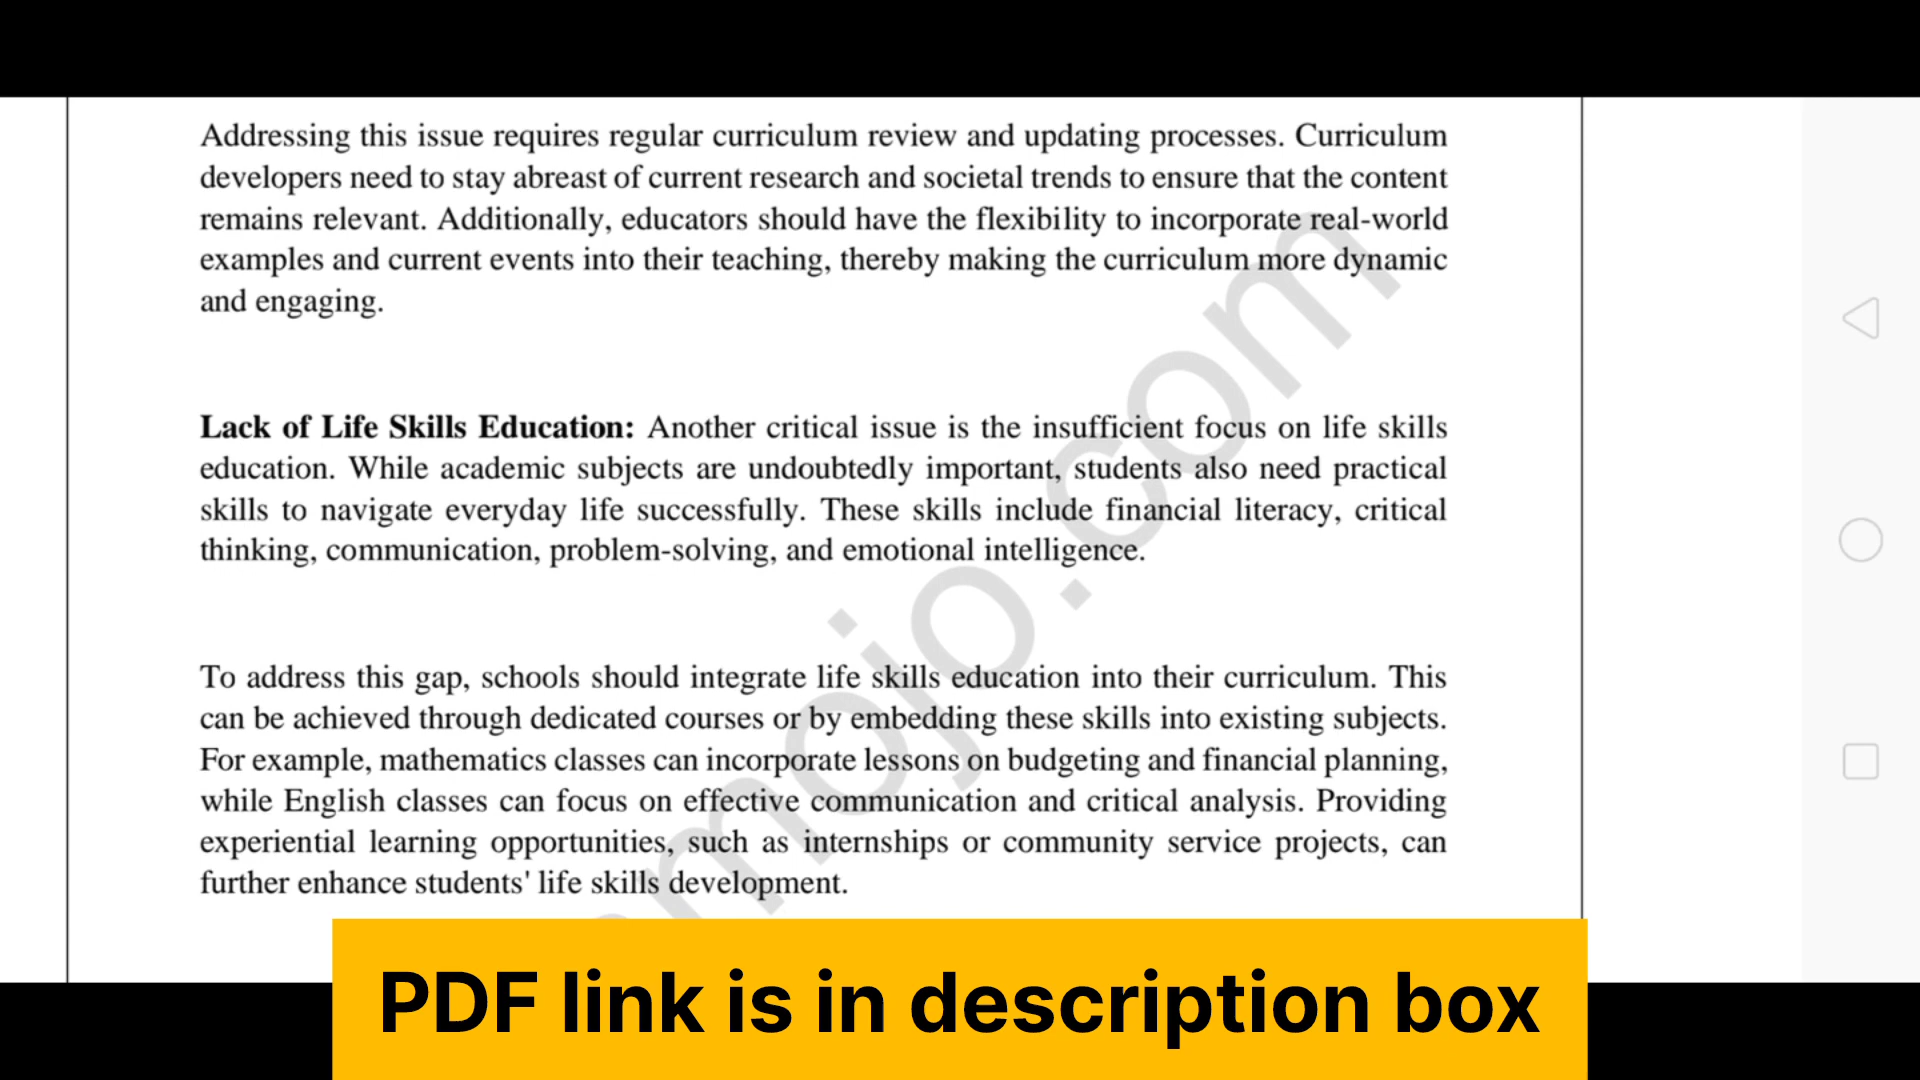 Addressing this issue requires regular curriculum review and updating processes. Curriculum
developers need to stay abreast of current research and societal trends to ensure that the content
remains relevant. Additionally, educators should have the flexibility to incorporate real-world
examples and current events into their teaching, thereby making the curriculum more dynamic
and engaging.
Lack of Life Skills Education: Another critical issue is the insufficient focus on life skills
education. While academic subjects are undoubtedly important, students also need practical
skills to navigate everyday life successfully. These skills include financial literacy, critical
thinking, communication, problem-solving, and emotional intelligence.
To address this gap, schools should integrate life skills education into their curriculum. This
can be achieved through dedicated courses or by embedding these skills into existing subjects.
For example, mathematics classes can incorporate lessons on budgeting and financial planning,
while English classes can focus on effective communication and critical analysis. Providing
experiential learning opportunities, such as internships or community service projects, can
further enhance students' life skills development.
PDF link is in description box